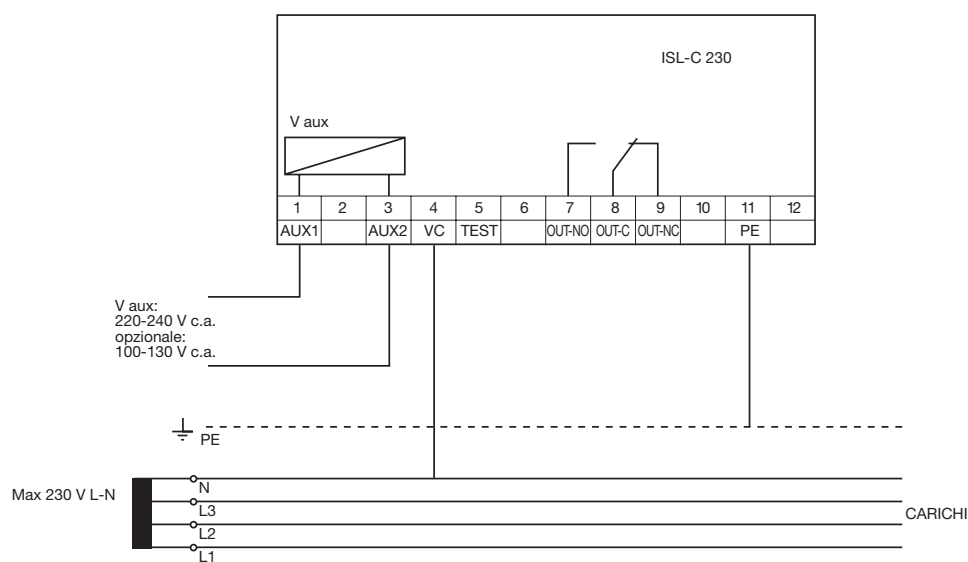 ISL-C 230
V aux
1 2 3 4 5 6 7 8 9 10 11 12
AUX1 AUX2 VC TEST OUT-NO OUT-C OUT-NC PE
V aux:
220-240 V c.a.
opzionale:
100-130 V c.a.
PE
Max 230 V L-N
N
L3
CARICHI
L2
L1